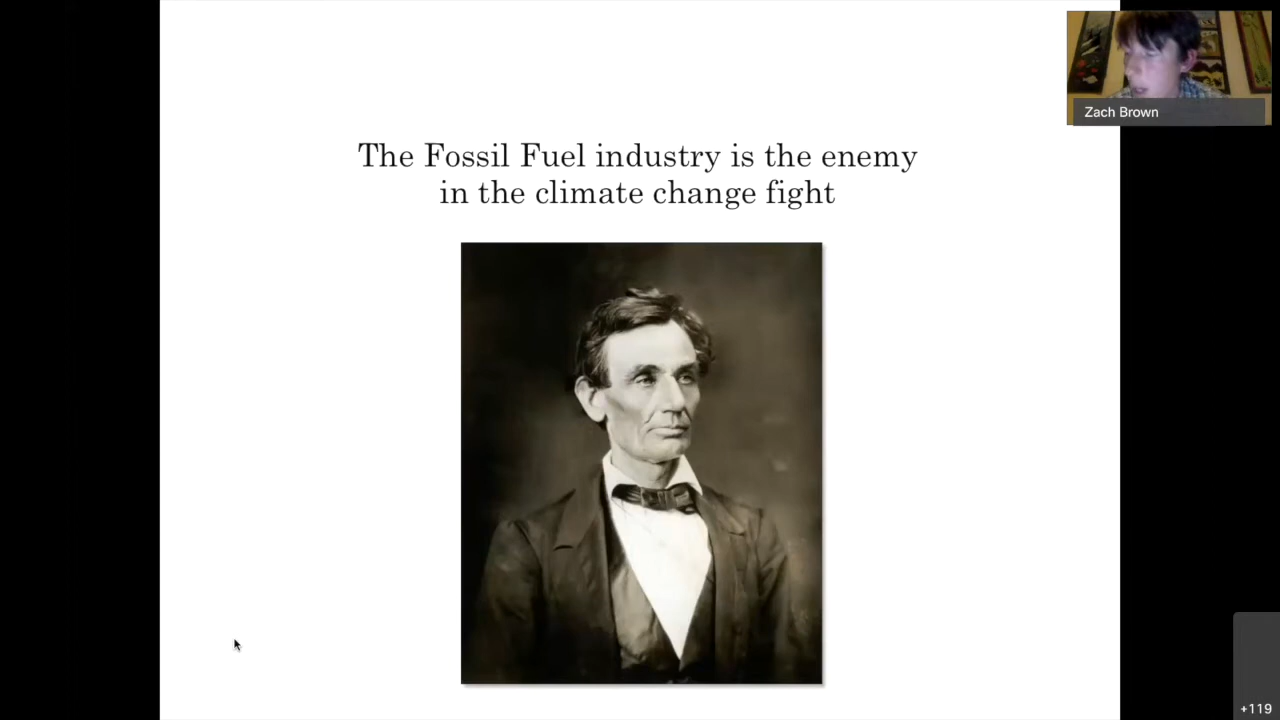 The Fossil Fuel industry is the enemy
in the climate change fight
Zach Brown
+119